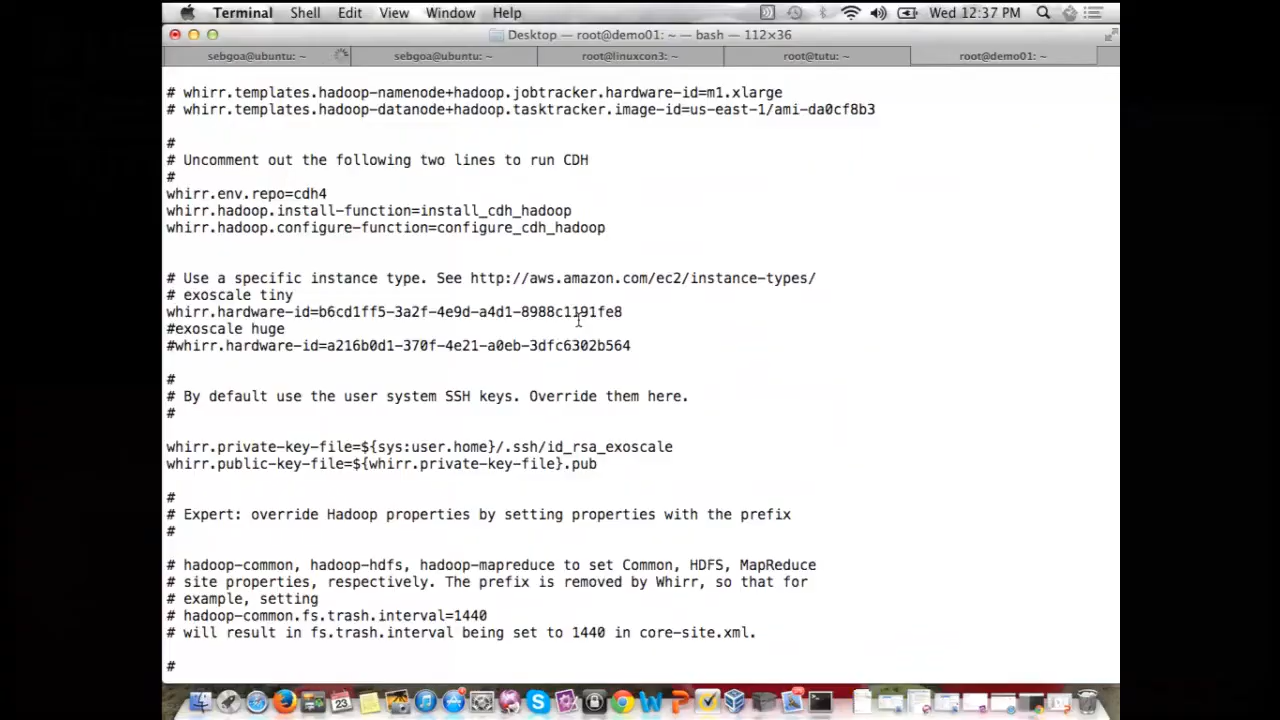 Terminal Shell Edit View Window Help Wed 12:37 PM
Desktop — root@demo01: ~ — bash — 112×36
sebgoa@ubuntu: ~ sebgoa@ubuntu: ~ root@linuxcon3: ~ root@tutu: ~ root@demo01: ~
# whirr.templates.hadoop-namenode+hadoop.jobtracker.hardware-id=m1.xlarge
# whirr.templates.hadoop-datanode+hadoop.tasktracker.image-id=us-east-1/ami-da0cf8b3
#
# Uncomment out the following two lines to run CDH
#
whirr.env.repo=cdh4
whirr.hadoop.install-function=install_cdh_hadoop
whirr.hadoop.configure-function=configure_cdh_hadoop
# Use a specific instance type. See http://aws.amazon.com/ec2/instance-types/
# exoscale tiny
whirr.hardware-id=b6cd1ff5-3a2f-4e9d-a4d1-8988c1191fe8
#exoscale huge
#whirr.hardware-id=a216b0d1-370f-4e21-a0eb-3dfc6302b564
#
# By default use the user system SSH keys. Override them here.
#
whirr.private-key-file=${sys:user.home}/.ssh/id_rsa_exoscale
whirr.public-key-file=${whirr.private-key-file}.pub
#
# Expert: override Hadoop properties by setting properties with the prefix
#
# hadoop-common, hadoop-hdfs, hadoop-mapreduce to set Common, HDFS, MapReduce
# site properties, respectively. The prefix is removed by Whirr, so that for
# example, setting
# hadoop-common.fs.trash.interval=1440
# will result in fs.trash.interval being set to 1440 in core-site.xml.
#
23